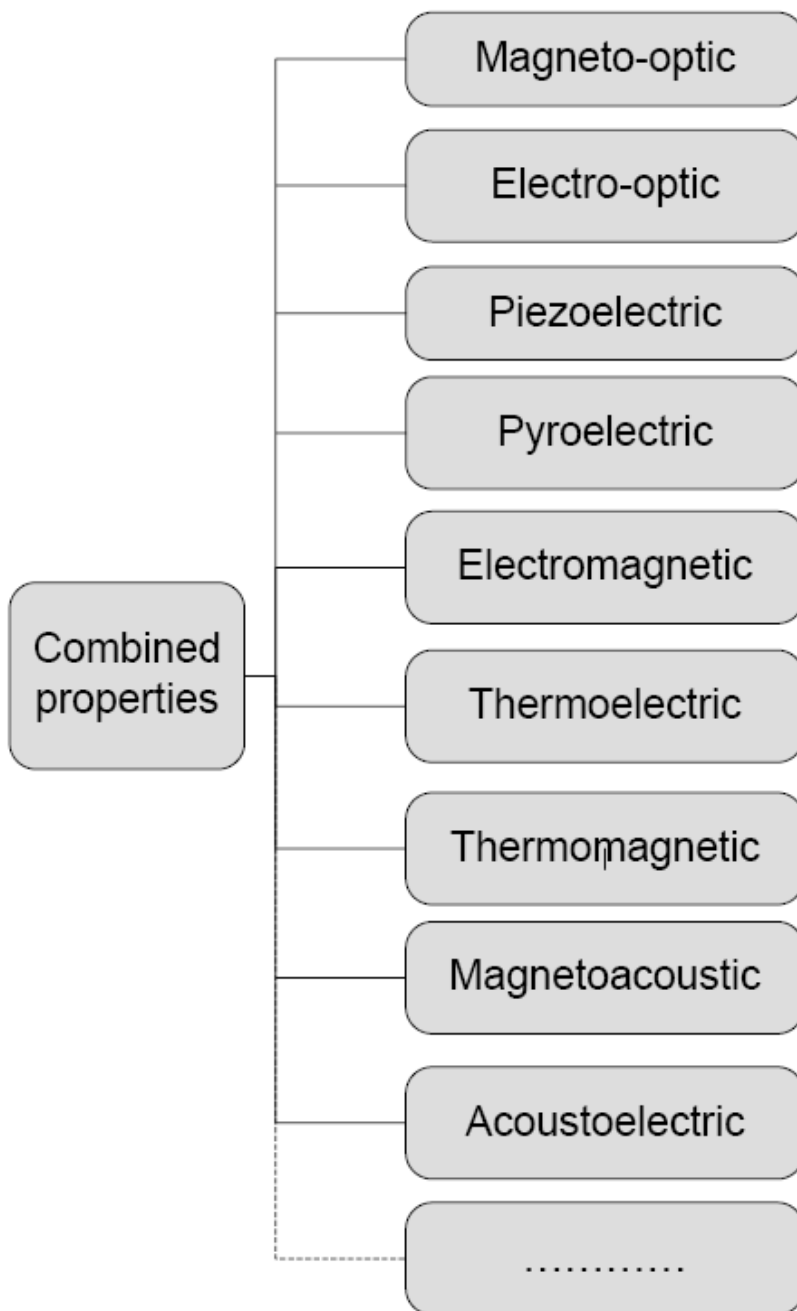 Magneto-optic
Electro-optic
Piezoelectric
Pyroelectric
Electromagnetic
Combined
properties
Thermoelectric
Thermomagnetic
Magnetoacoustic
Acoustoelectric
............